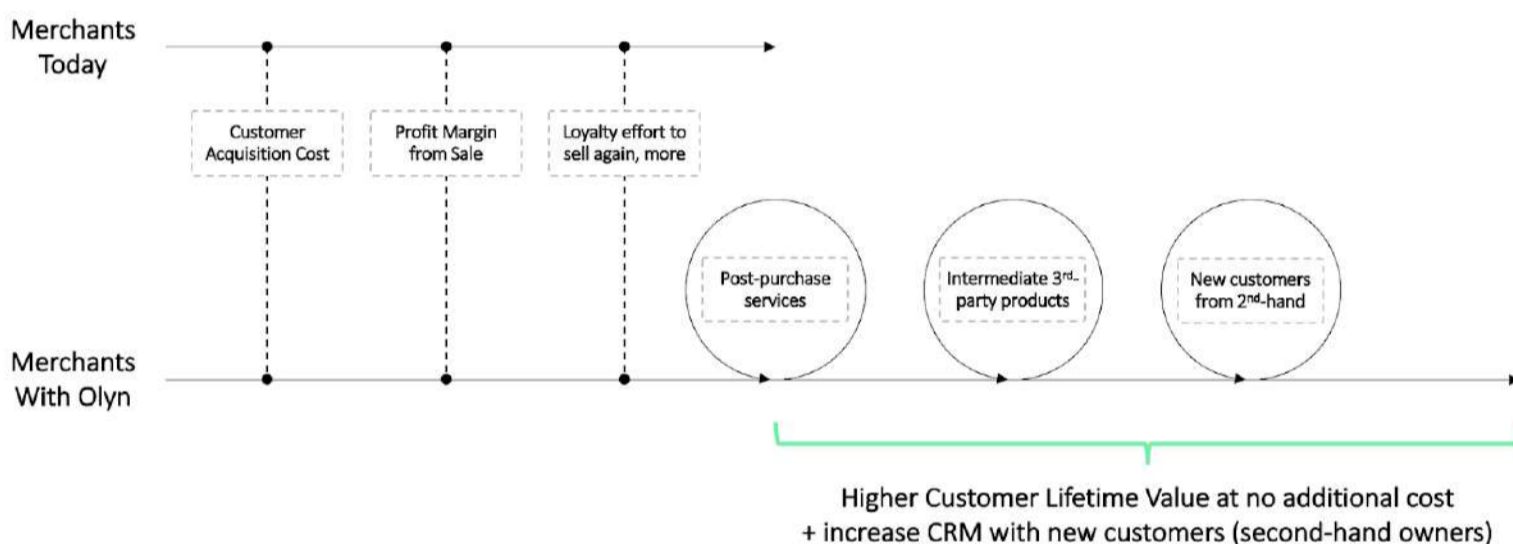 Merchants
Today
Customer
Acquisition Cost
Profit Margin
from Sale
Loyalty effort to
sell again, more
Post-purchase
services
Intermediate 3rd-
party products
New customers
from 2nd-hand
Merchants
With Olyn
Higher Customer Lifetime Value at no additional cost
+ increase CRM with new customers (second-hand owners)